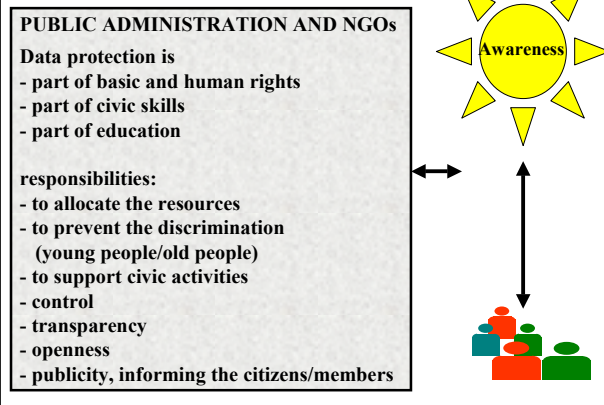 PUBLIC ADMINISTRATION AND NGOs
Data protection is
- part of basic and human rights
- part of civic skills
- part of education
responsibilities:
- to allocate the resources
- to prevent the discrimination
(young people/old people)
- to support civic activities
- control
- transparency
- openness
- publicity, informing the citizens/members
Awareness